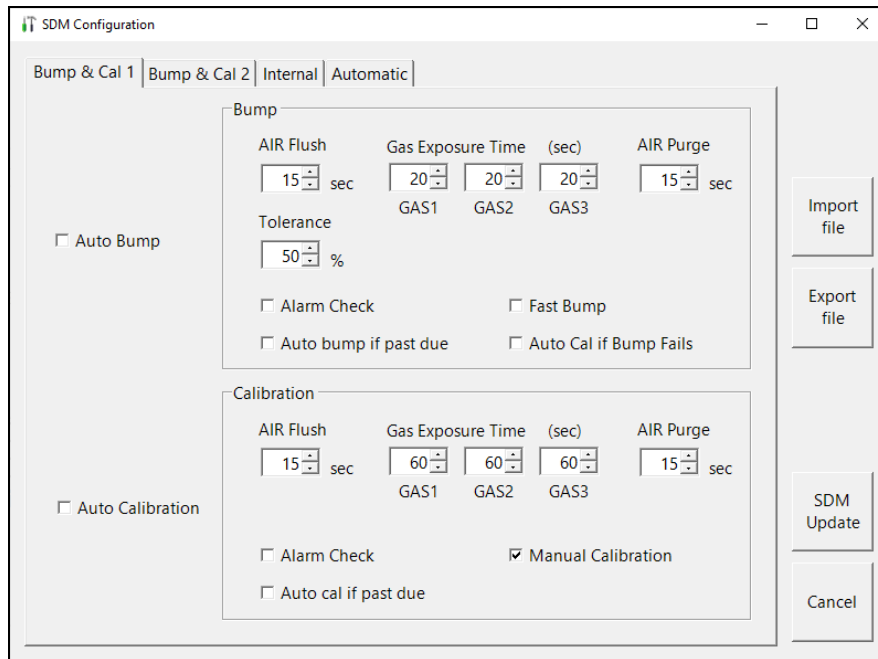 SDM Configuration
Bump & Cal 1 Bump & Cal 2 Internal Automatic
Bump
AIR Flush Gas Exposure Time (sec) AIR Purge
15 sec 20 20 20 15 sec
GAS1 GAS2 GAS3
Tolerance
Auto Bump
50 %
Alarm Check Fast Bump
Auto bump if past due Auto Cal if Bump Fails
Calibration
AIR Flush Gas Exposure Time (sec) AIR Purge
15 sec 60 60 60 15 sec
GAS1 GAS2 GAS3
Auto Calibration
Alarm Check Manual Calibration
Auto cal if past due
Import
file
Export
file
SDM
Update
Cancel